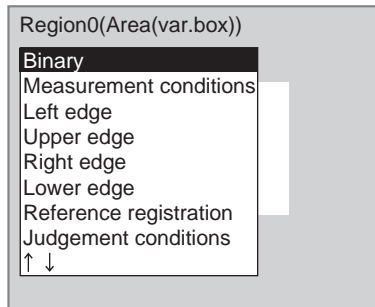 Region0(Area(var.box))
Binary
Measurement conditions
Left edge
Upper edge
Right edge
Lower edge
Reference registration
Judgement conditions
↑ ↓